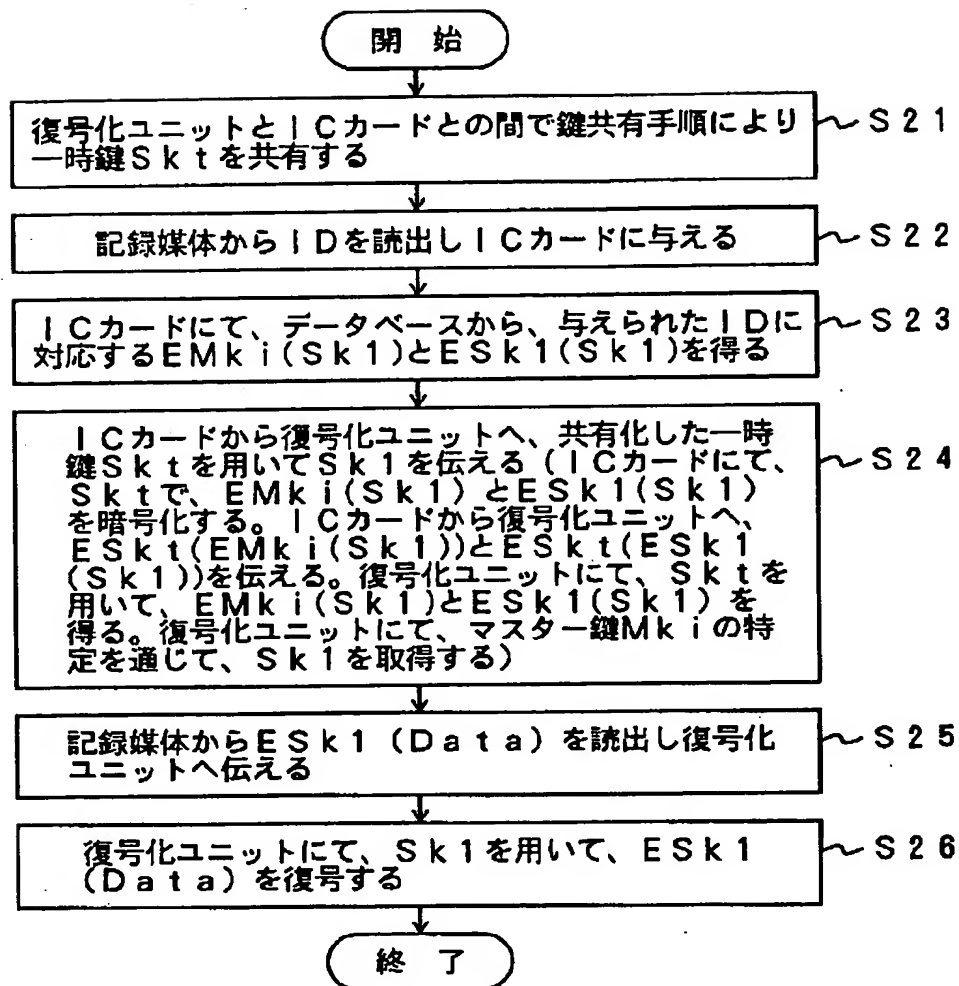 開 始
復号化ユニットとICカードとの間で鍵共有手順により ～S21
一時鍵Sktを共有する
記録媒体からIDを読出しICカードに与える ～S22
ICカードにて、データベースから、与えられたIDに ～S23
対応するEMki(Sk1)とESk1(Sk1)を得る
ICカードから復号化ユニットへ、共有化した一時
鍵Sktを用いてSk1を伝える(ICカードにて、 ～S24
Sktで、EMki(Sk1)とESk1(Sk1)
を暗号化する。ICカードから復号化ユニットへ、
ESkt(EMki(Sk1))とESkt(ESk1
(Sk1))を伝える。復号化ユニットにて、Sktを
用いて、EMki(Sk1)とESk1(Sk1)を
得る。復号化ユニットにて、マスター鍵Mkiの特
定を通じて、Sk1を取得する)
記録媒体からESk1(Data)を読出し復号化 ～S25
ユニットへ伝える
復号化ユニットにて、Sk1を用いて、ESk1 ～S26
(Data)を復号する
終 了